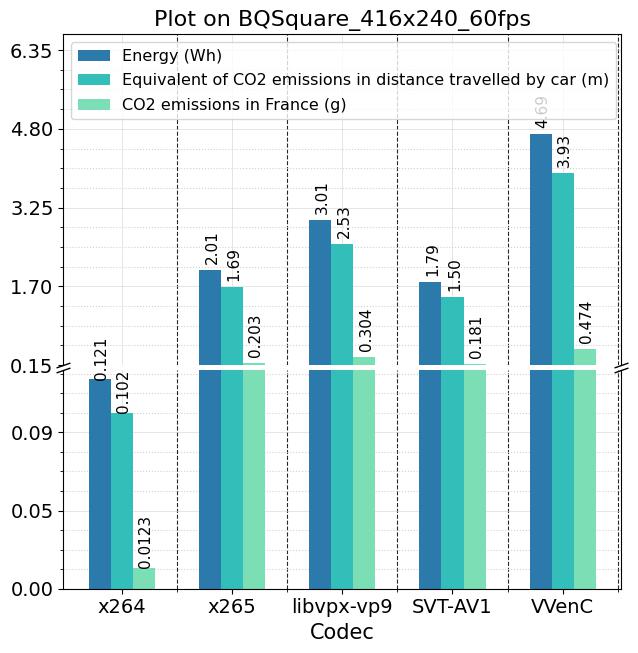 Plot on BQSquare_416x240_60fps
Energy (Wh)
Equivalent of CO2 emissions in distance travelled by car (m)
CO2 emissions in France (g)
6.35
4.80
3.25
1.70
0.15
0.09
0.05
0.00
0.121
0.102
0.0123
2.01
1.69
0.203
3.01
2.53
0.304
1.79
1.50
0.181
4.69
3.93
0.474
x264
x265
libvpx-vp9
SVT-AV1
VVenC
Codec